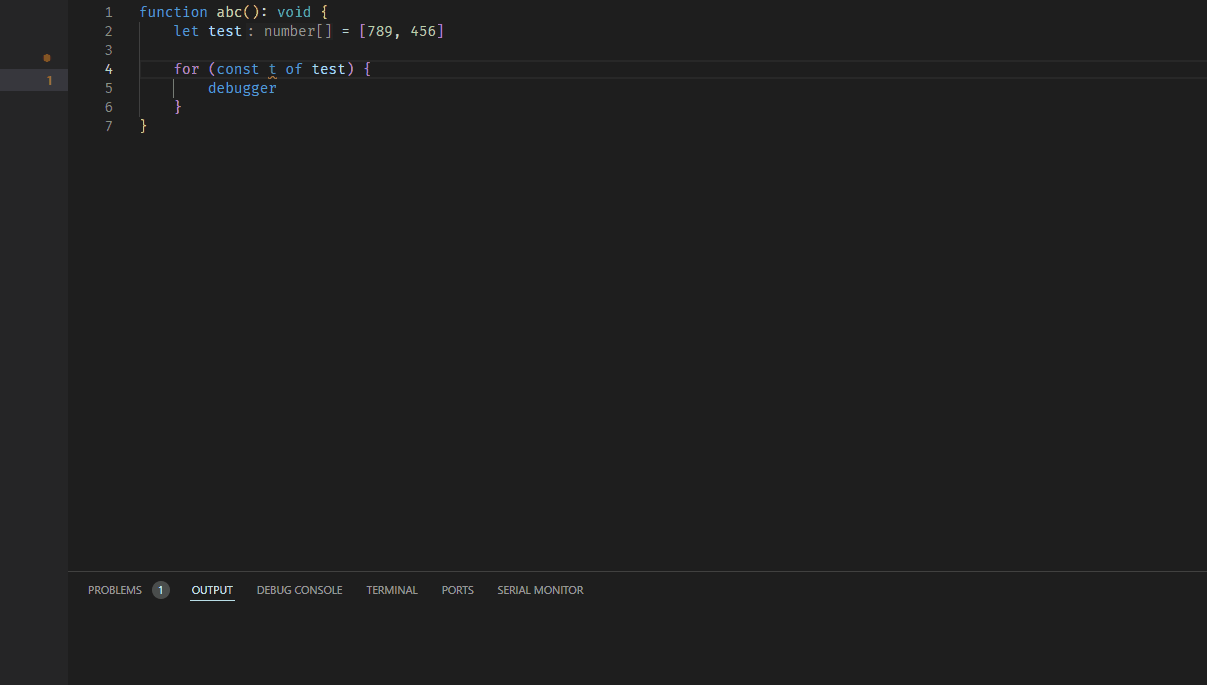 1 function abc(): void {
2 let test: number[] = [789, 456]
3
1
4 for (const t of test) {
5 debugger
6 }
7 }
PROBLEMS 1 OUTPUT DEBUG CONSOLE TERMINAL PORTS SERIAL MONITOR